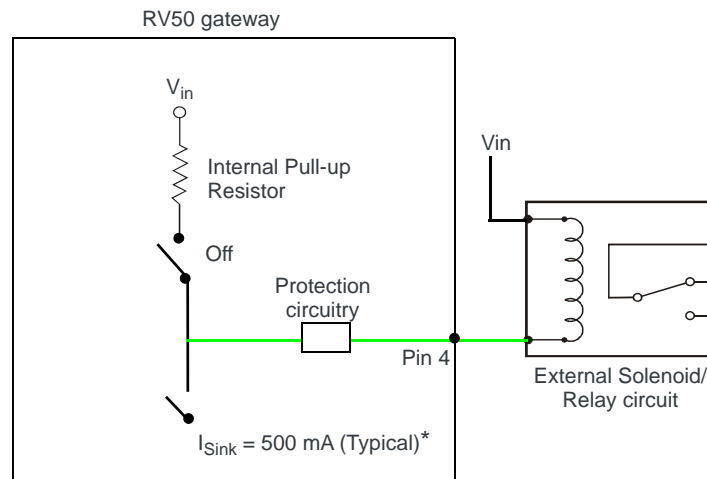 RV50 gateway
Vin
Internal Pull-up
Resistor
Off
Protection
circuitry
Vin
Pin 4
External Solenoid/
Relay circuit
ISink = 500 mA (Typical)*